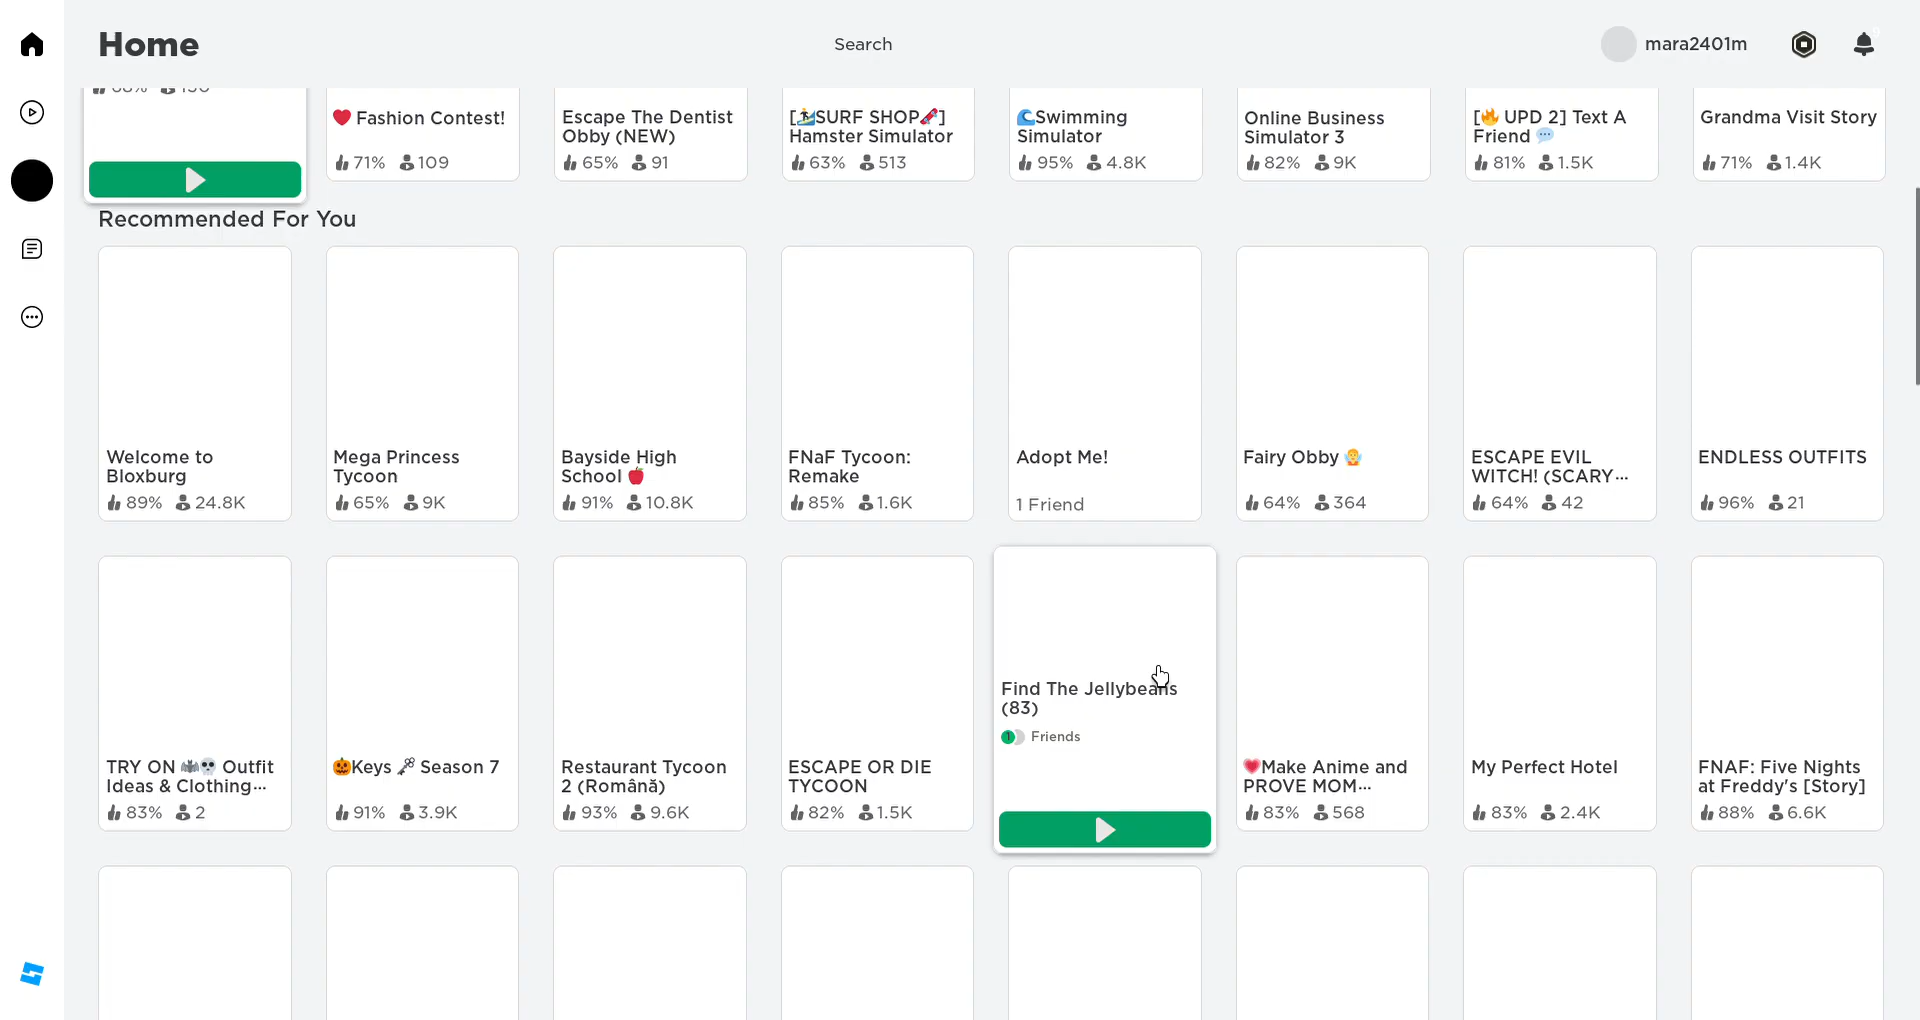 Home
Search
mara2401m
❤️ Fashion Contest!
71% 109
Escape The Dentist
Obby (NEW)
65% 91
[🏄SURF SHOP🧨]
Hamster Simulator
63% 513
🌊Swimming
Simulator
95% 4.8K
Online Business
Simulator 3
82% 9K
[🔥 UPD 2] Text A
Friend 💬
81% 1.5K
Grandma Visit Story
71% 1.4K
Recommended For You
Welcome to
Bloxburg
89% 24.8K
Mega Princess
Tycoon
65% 9K
Bayside High
School 🍎
91% 10.8K
FNaF Tycoon:
Remake
85% 1.6K
Adopt Me!
1 Friend
Fairy Obby 🧚
64% 364
ESCAPE EVIL
WITCH! (SCARY...
64% 42
ENDLESS OUTFITS
96% 21
TRY ON 🦇💀 Outfit
Ideas & Clothing...
83% 2
🎃Keys 🗝️ Season 7
91% 3.9K
Restaurant Tycoon
2 (Română)
93% 9.6K
ESCAPE OR DIE
TYCOON
82% 1.5K
Find The Jellybeans
(83)
1 Friends
💗Make Anime and
PROVE MOM...
83% 568
My Perfect Hotel
83% 2.4K
FNAF: Five Nights
at Freddy's [Story]
88% 6.6K